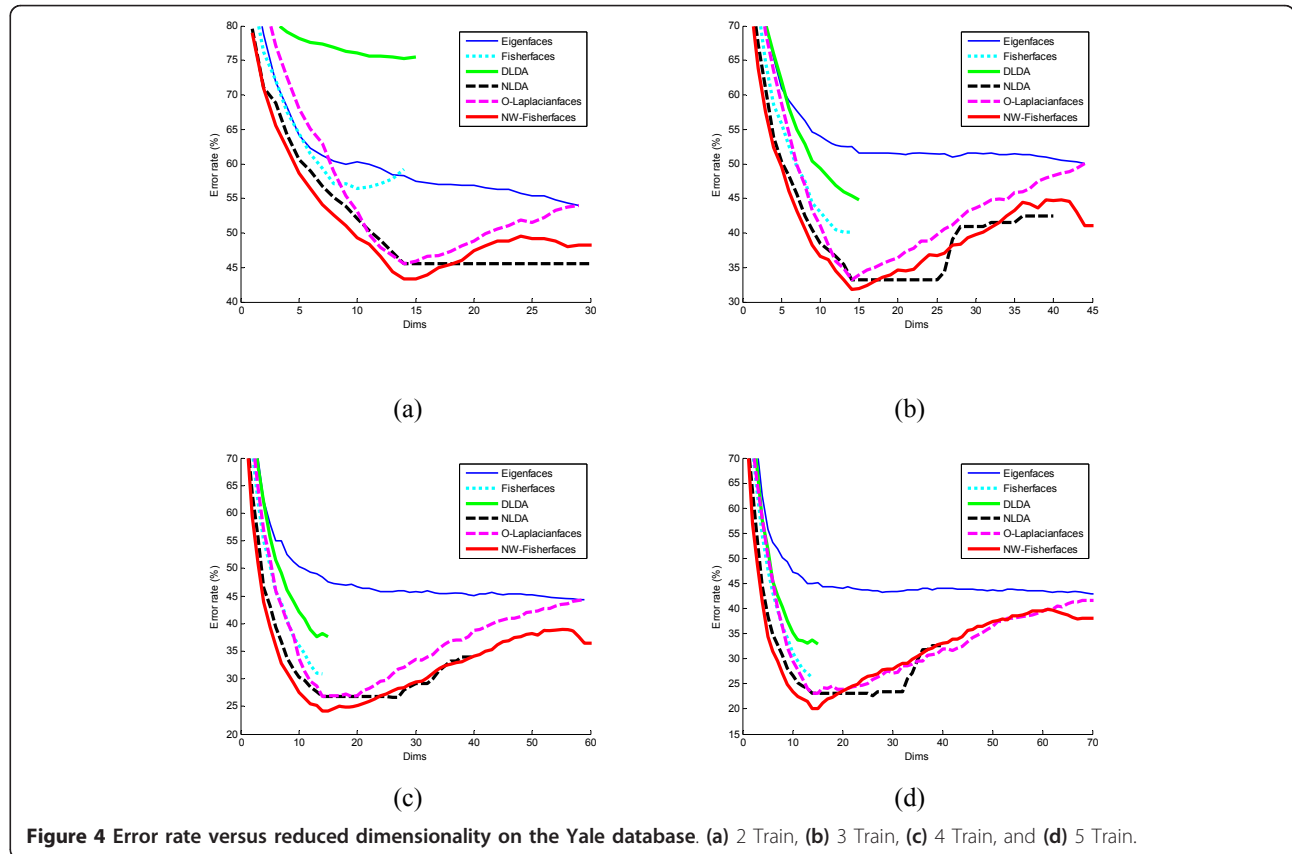 80
75
70
65
60
55
50
45
40
Error rate (%)
0 5 10 15 20 25 30
Dims
Eigenfaces
Fisherfaces
DLDA
NLDA
O-Laplacianfaces
NW-Fisherfaces
(a)
70
65
60
55
50
45
40
35
30
Error rate (%)
0 5 10 15 20 25 30 35 40 45
Dims
Eigenfaces
Fisherfaces
DLDA
NLDA
O-Laplacianfaces
NW-Fisherfaces
(b)
70
65
60
55
50
45
40
35
30
25
20
Error rate (%)
0 10 20 30 40 50 60
Dims
Eigenfaces
Fisherfaces
DLDA
NLDA
O-Laplacianfaces
NW-Fisherfaces
(c)
70
65
60
55
50
45
40
35
30
25
20
15
Error rate (%)
0 10 20 30 40 50 60 70
Dims
Eigenfaces
Fisherfaces
DLDA
NLDA
O-Laplacianfaces
NW-Fisherfaces
(d)
Figure 4 Error rate versus reduced dimensionality on the Yale database. (a) 2 Train, (b) 3 Train, (c) 4 Train, and (d) 5 Train.